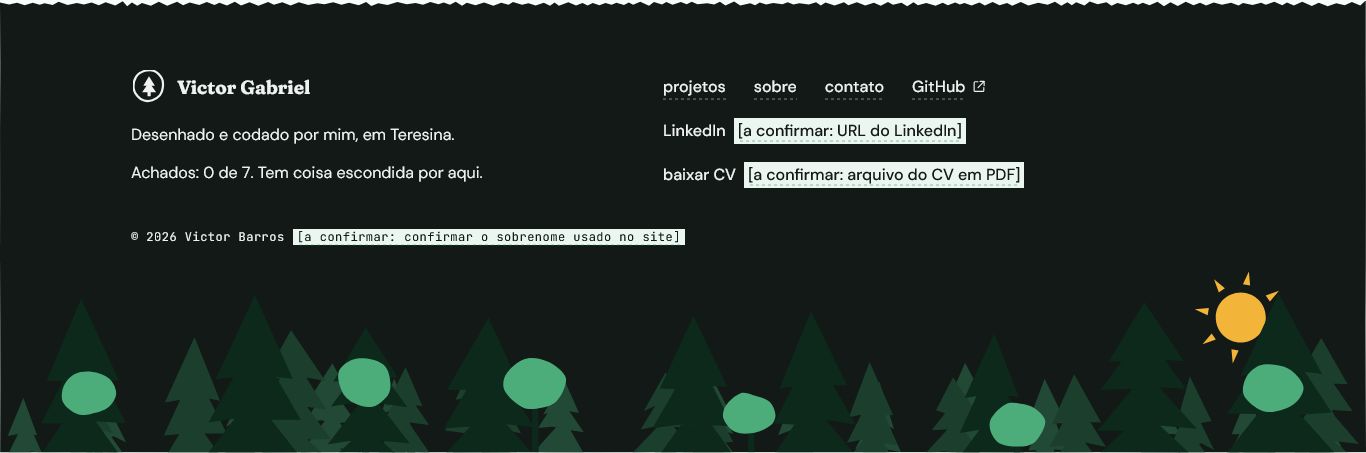 Victor Gabriel
Desenhado e codado por mim, em Teresina.
Achados: 0 de 7. Tem coisa escondida por aqui.
projetos sobre contato GitHub
LinkedIn [a confirmar: URL do LinkedIn]
baixar CV [a confirmar: arquivo do CV em PDF]
© 2026 Victor Barros [a confirmar: confirmar o sobrenome usado no site]